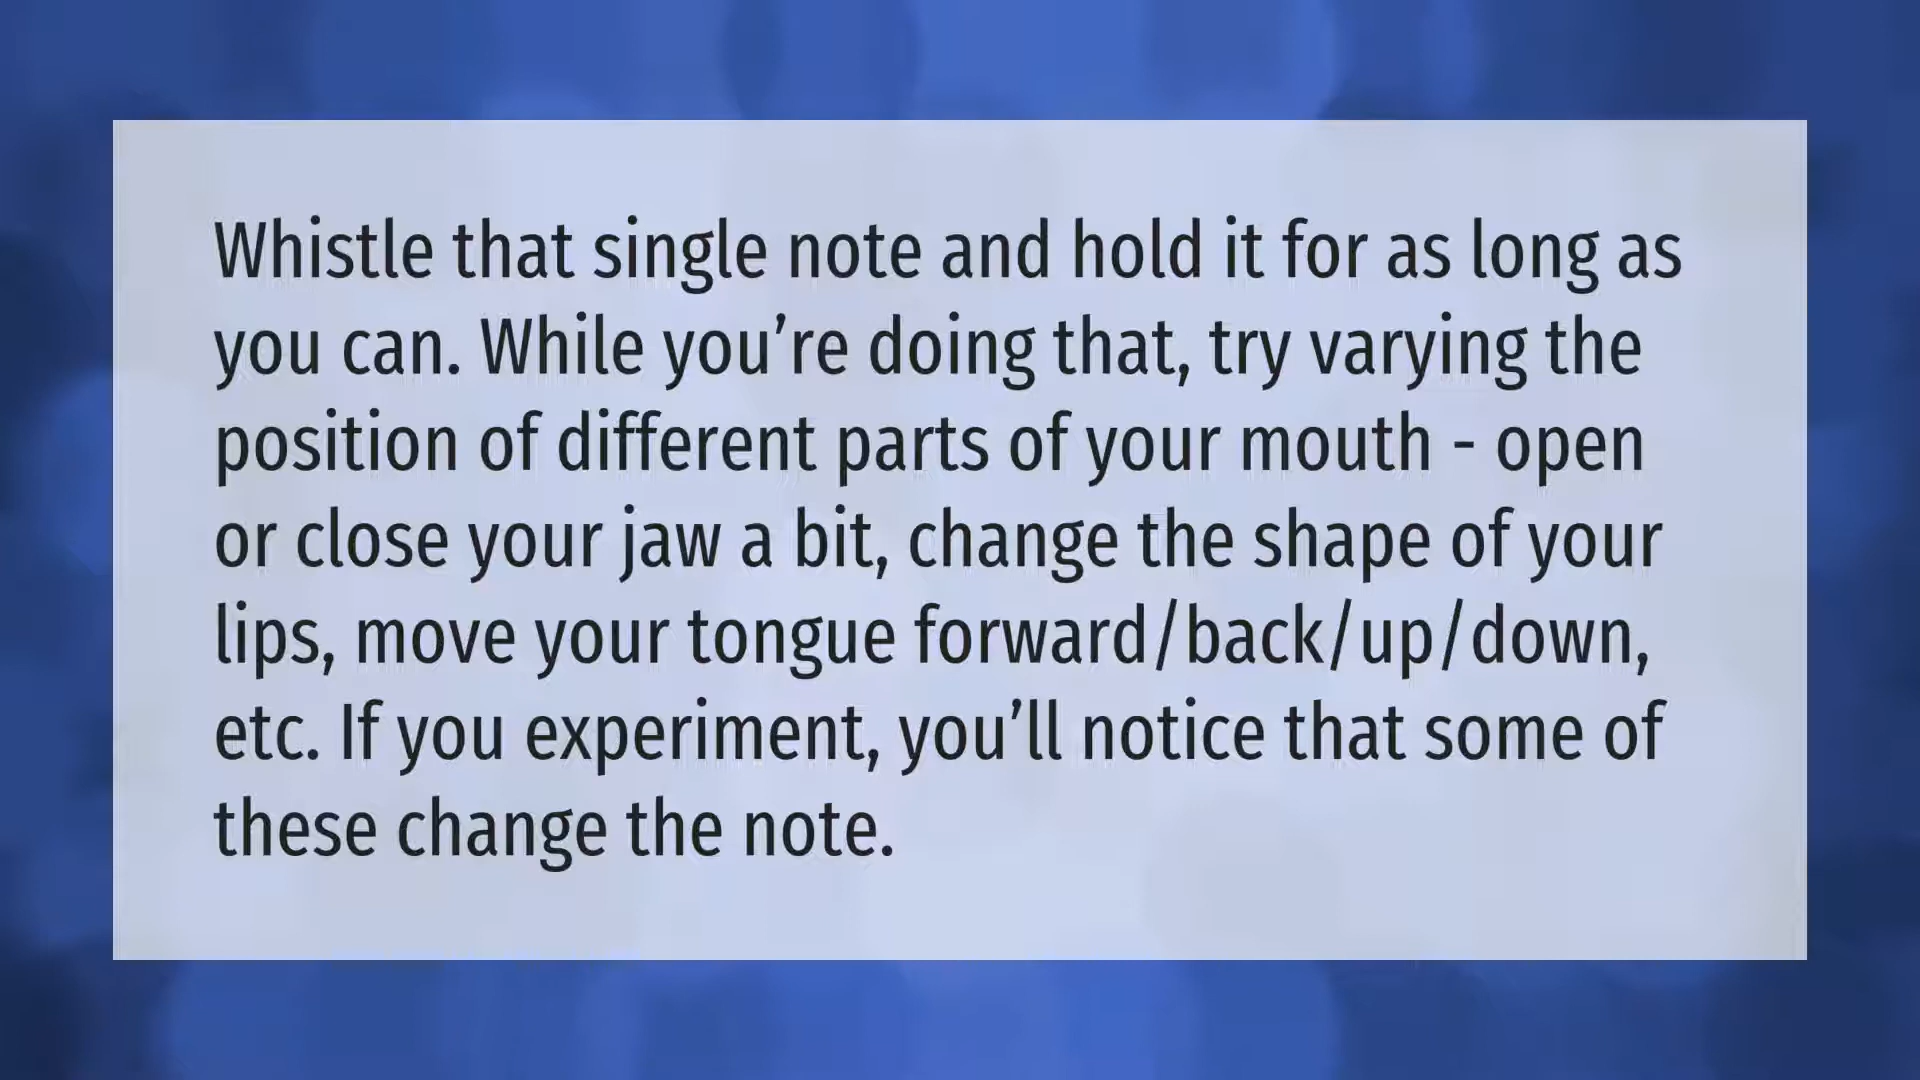 Whistle that single note and hold it for as long as
you can. While you’re doing that, try varying the
position of different parts of your mouth - open
or close your jaw a bit, change the shape of your
lips, move your tongue forward/back/up/down,
etc. If you experiment, you’ll notice that some of
these change the note.